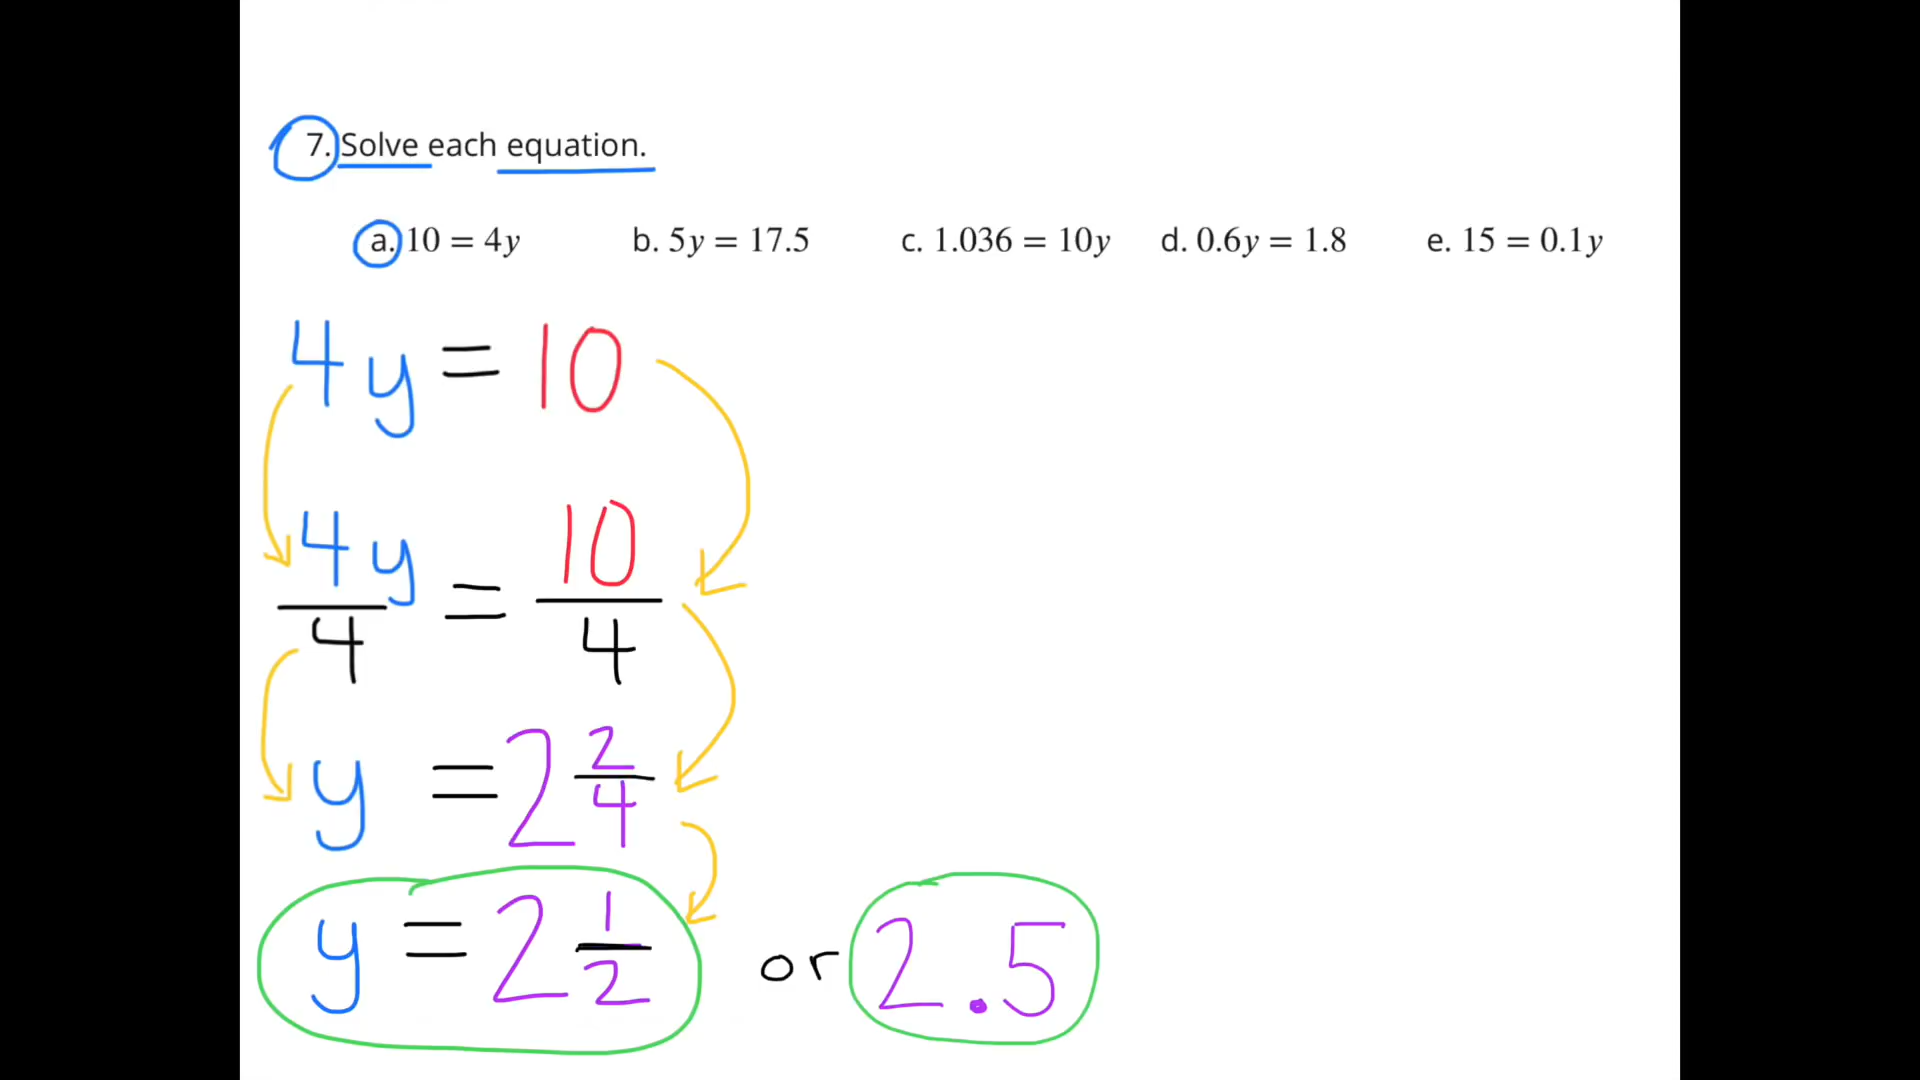 7. Solve each equation.
a. 10 = 4y b. 5y = 17.5 c. 1.036 = 10y d. 0.6y = 1.8 e. 15 = 0.1y
4y = 10
4y/4 = 10/4
y = 2 2/4
y = 2 1/2 or 2.5